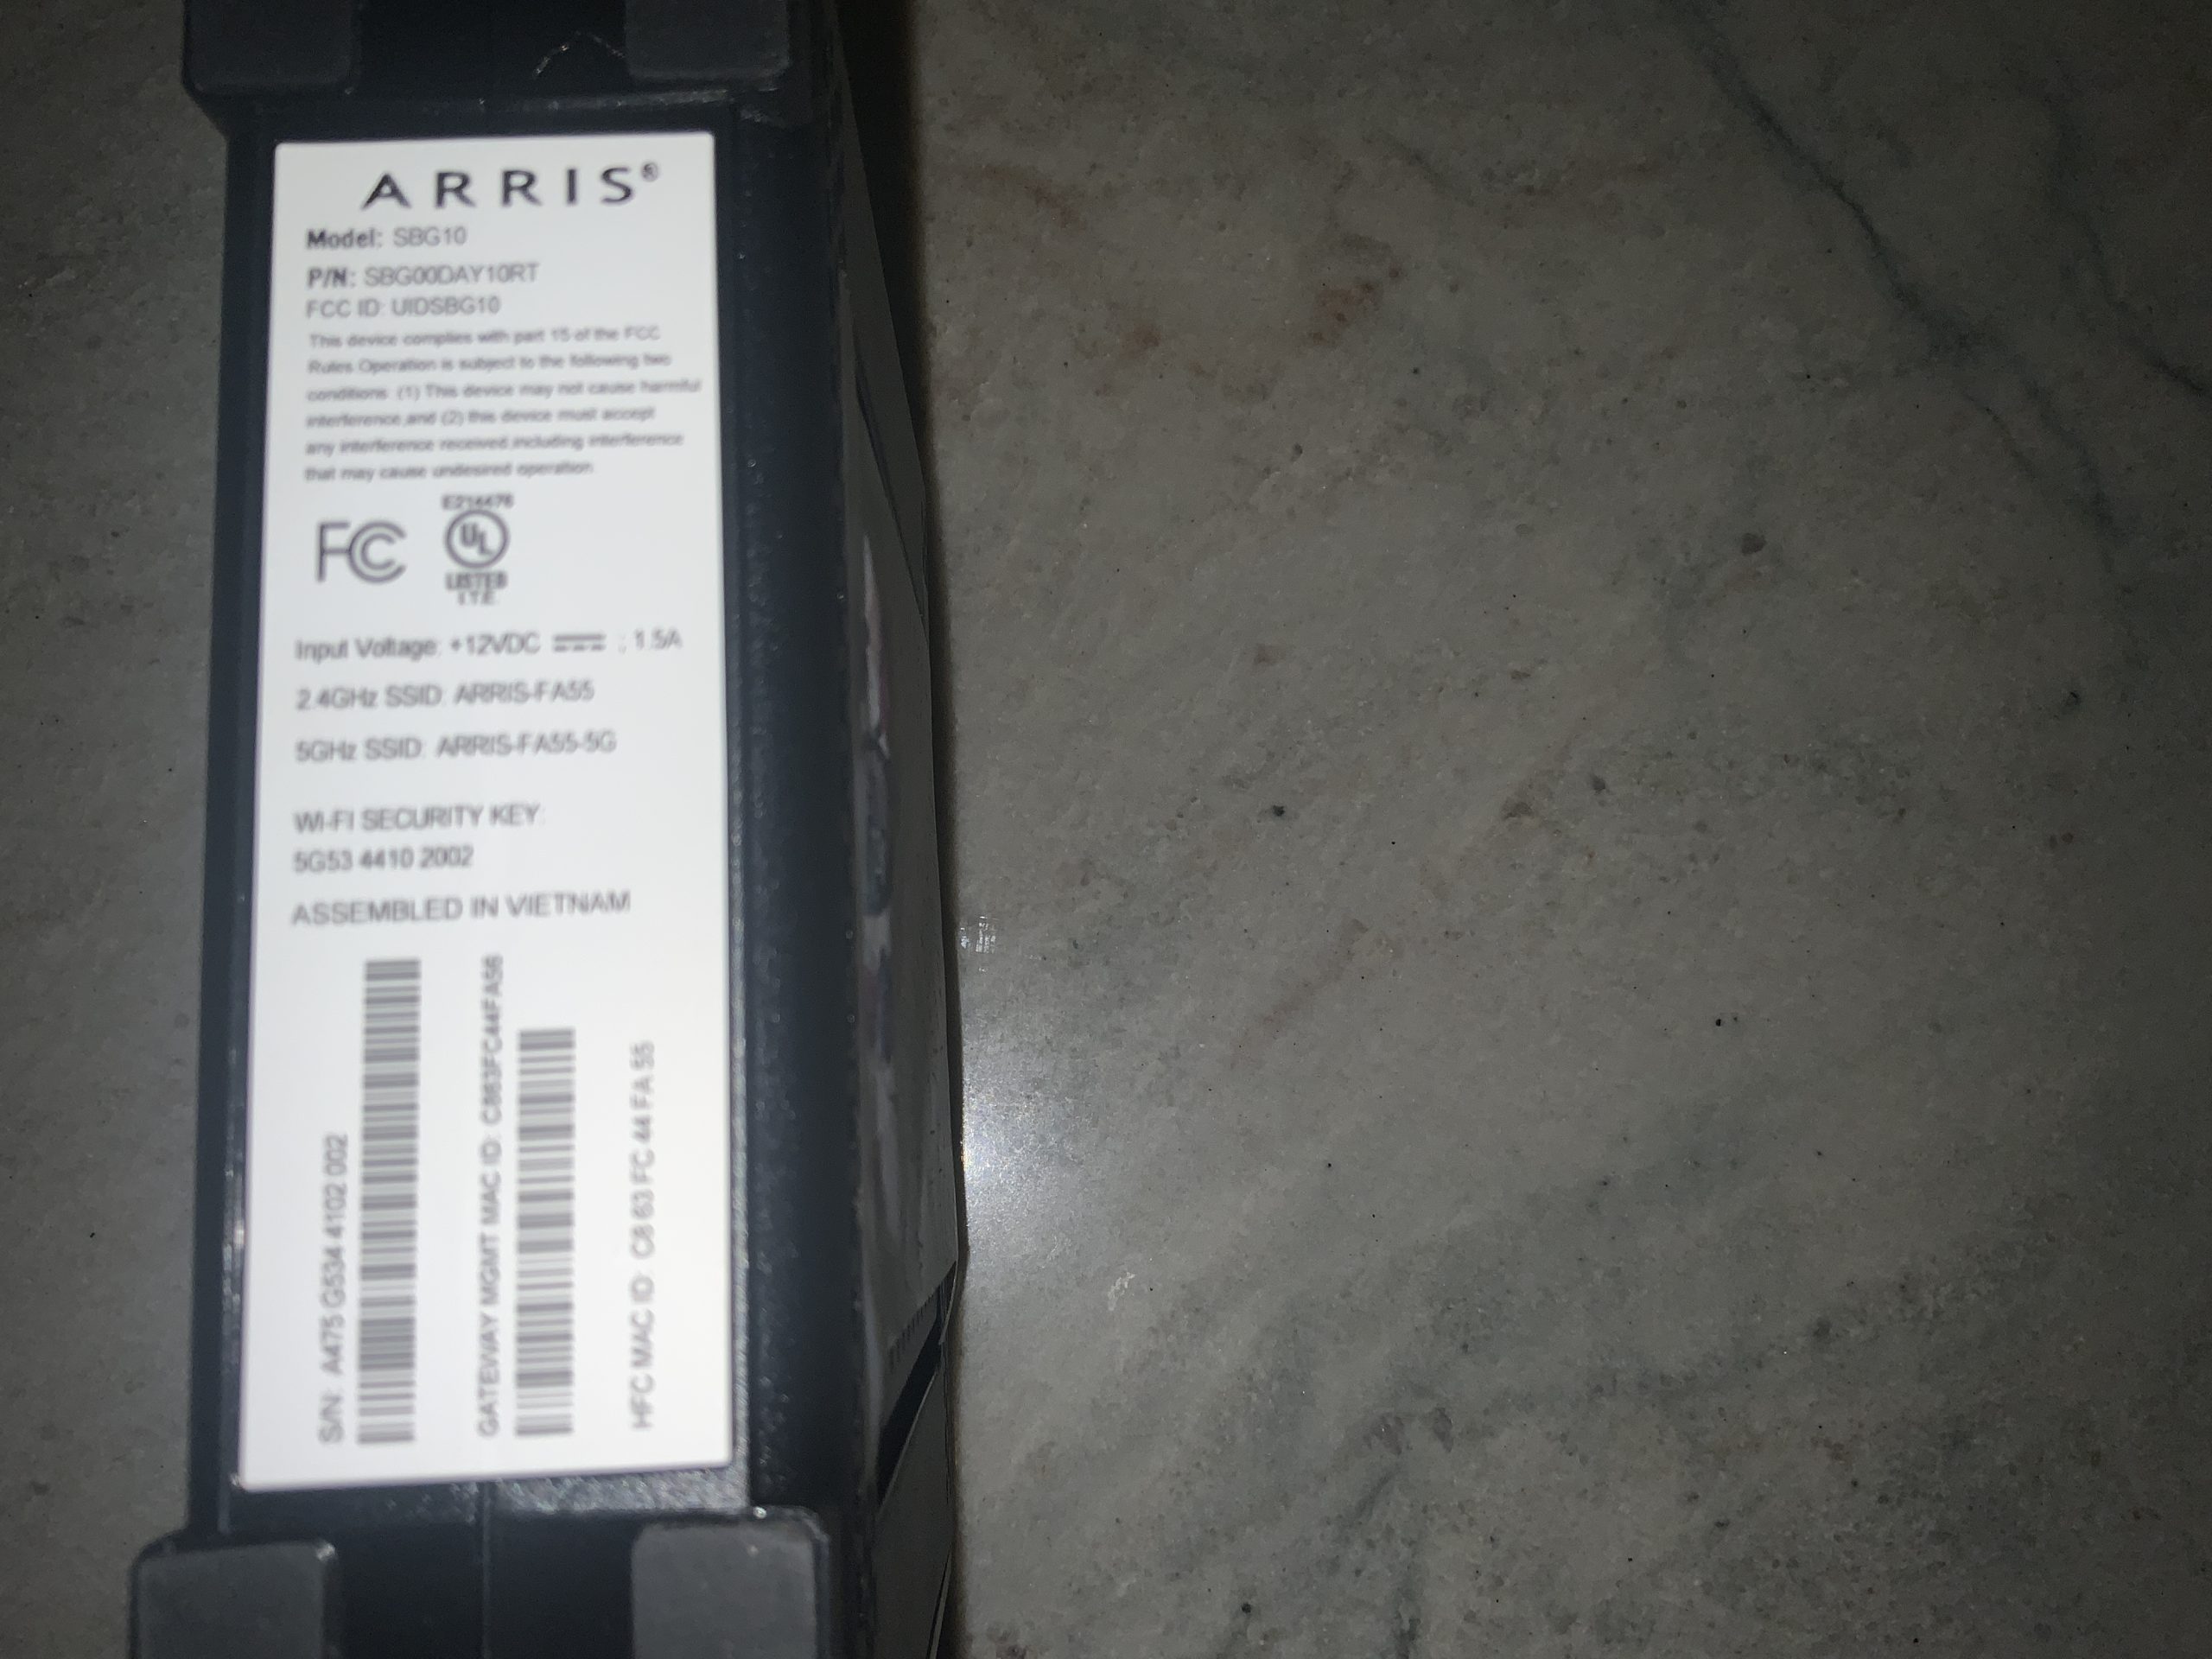 ARRIS®
Model: SBG10
P/N: SBG00DAY10RT
FCC ID: UIDSBG10
This device complies with part 15 of the FCC
Rules Operation is subject to the following two
conditions: (1) This device may not cause harmful
interference,and (2) this device must accept
any interference received,including interference
that may cause undesired operation.
E214476
FC
UL
LISTED
I.T.E.
Input Voltage: +12VDC ; 1.5A
2.4GHz SSID: ARRIS-FA55
5GHz SSID: ARRIS-FA55-5G
WI-FI SECURITY KEY:
5G53 4410 2002
ASSEMBLED IN VIETNAM
S/N: A475 G534 4102 002
GATEWAY MGMT MAC ID: C863FC44FA56
HFC MAC ID: C8 63 FC 44 FA 55